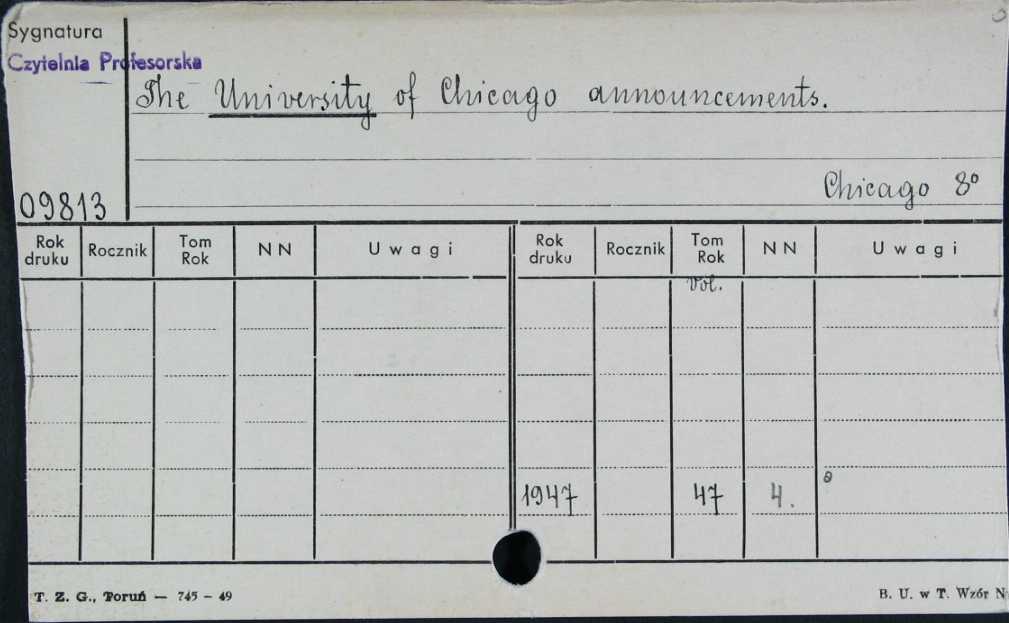 Sygnatura
Czytelnia Profesorska
The University of Chicago announcements.
Chicago 8°
09813
Rok druku Rocznik Tom Rok NN Uwagi Rok druku Rocznik Tom Rok NN Uwagi
Vol.
1947 47 4.
T. Z. G., Toruń — 745 – 49 B. U. w T. Wzór N